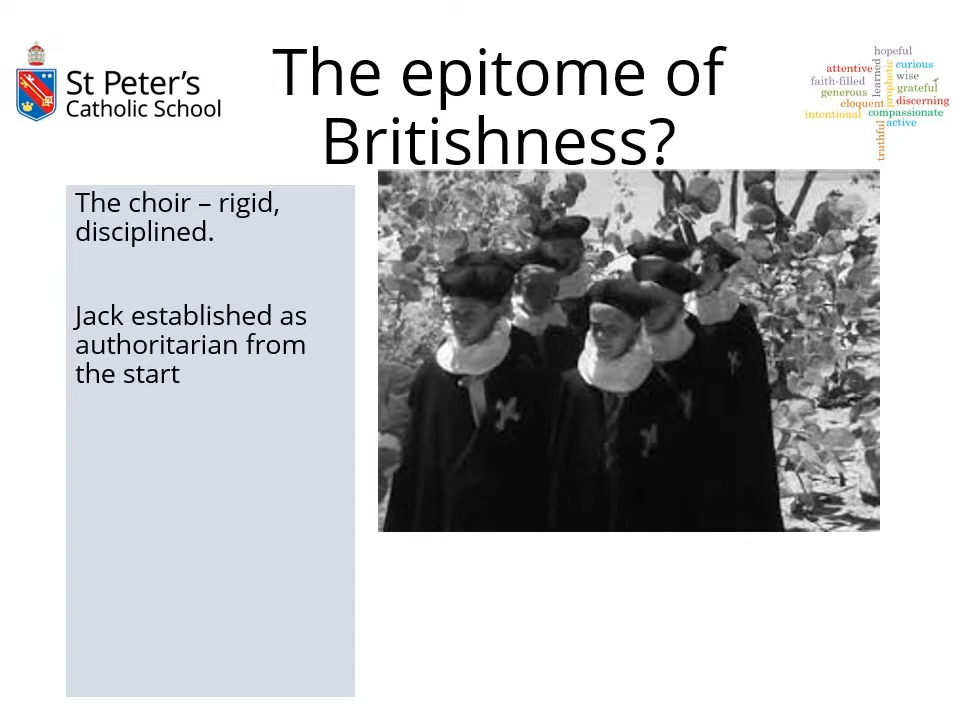 The epitome of
Britishness?
St Peter's
Catholic School
hopeful
attentive
learned
prophetic
curious
faith-filled
wise
generous
grateful
eloquent
discerning
intentional
compassionate
truthful
active
The choir – rigid,
disciplined.
Jack established as
authoritarian from
the start